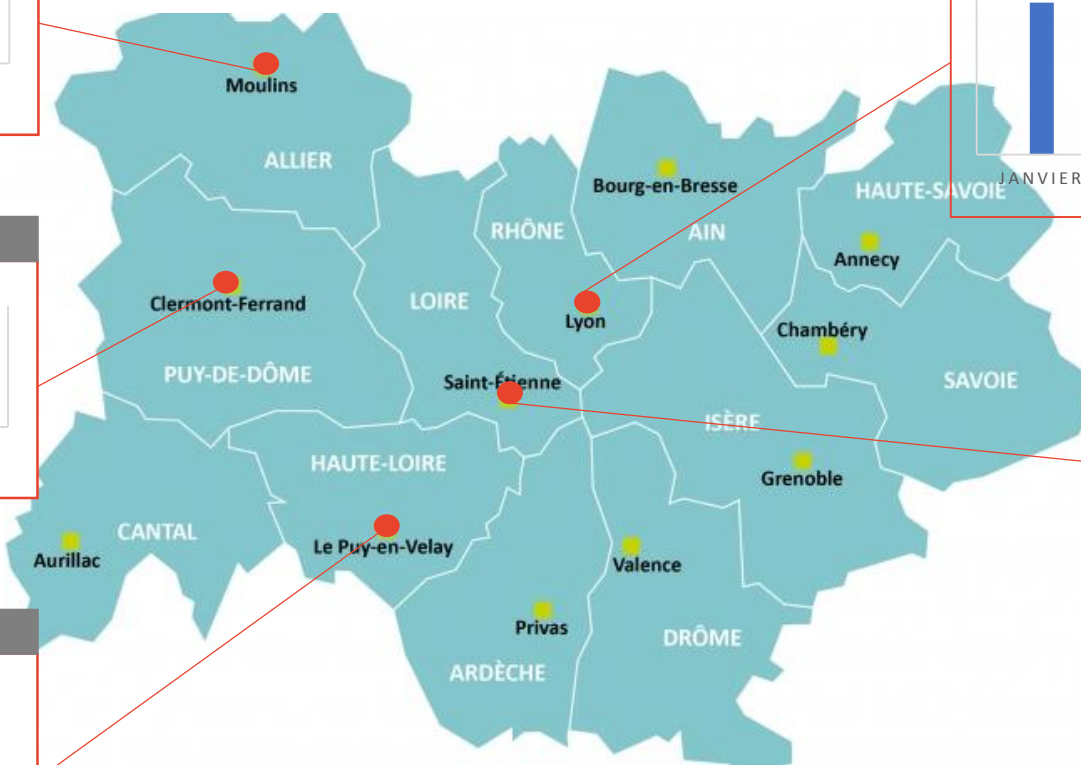 Moulins
ALLIER
Bourg-en-Bresse
JANVIER
HAUTE-SAVOIE
RHÔNE
AIN
Annecy
Clermont-Ferrand
LOIRE
Lyon
Chambéry
PUY-DE-DÔME
Saint-Étienne
SAVOIE
ISÈRE
HAUTE-LOIRE
Grenoble
CANTAL
Le Puy-en-Velay
Aurillac
Valence
Privas
DRÔME
ARDÈCHE